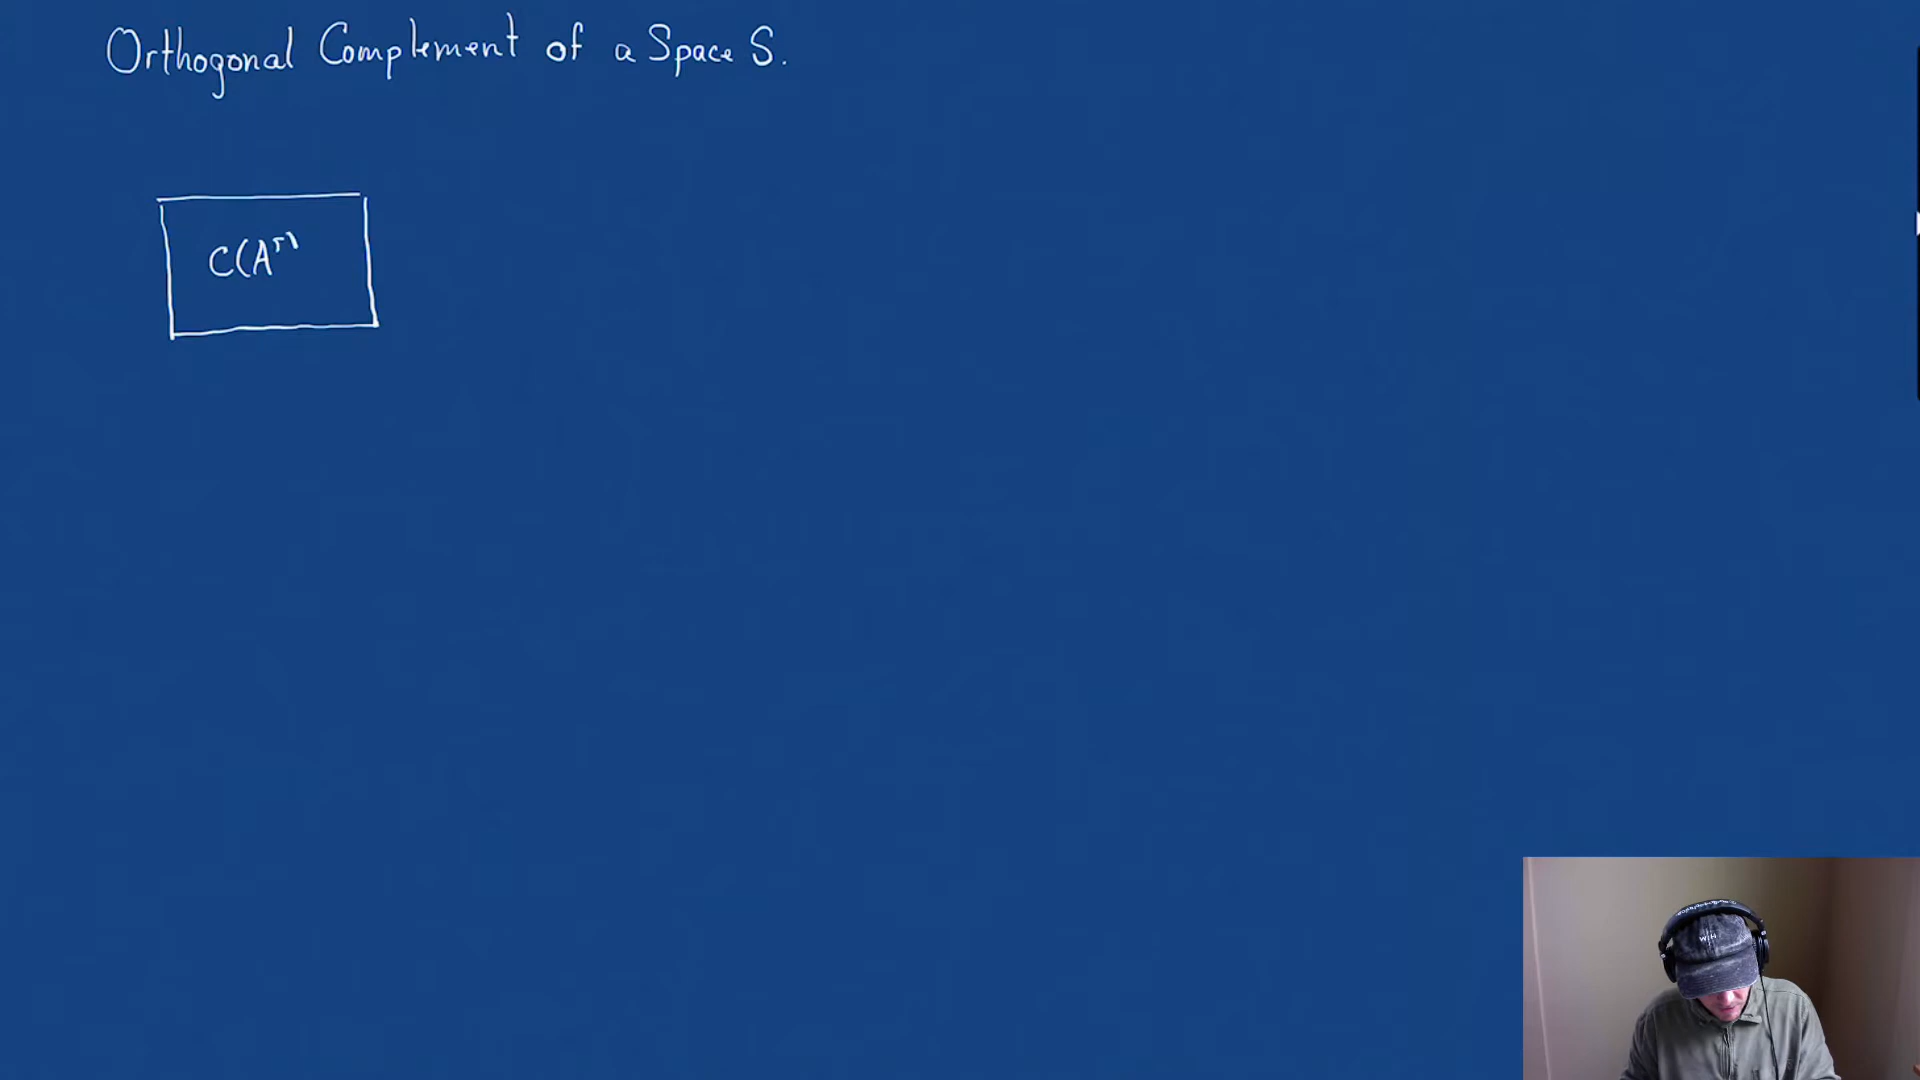 Orthogonal Complement of a Space S.
C(Aᵀ)